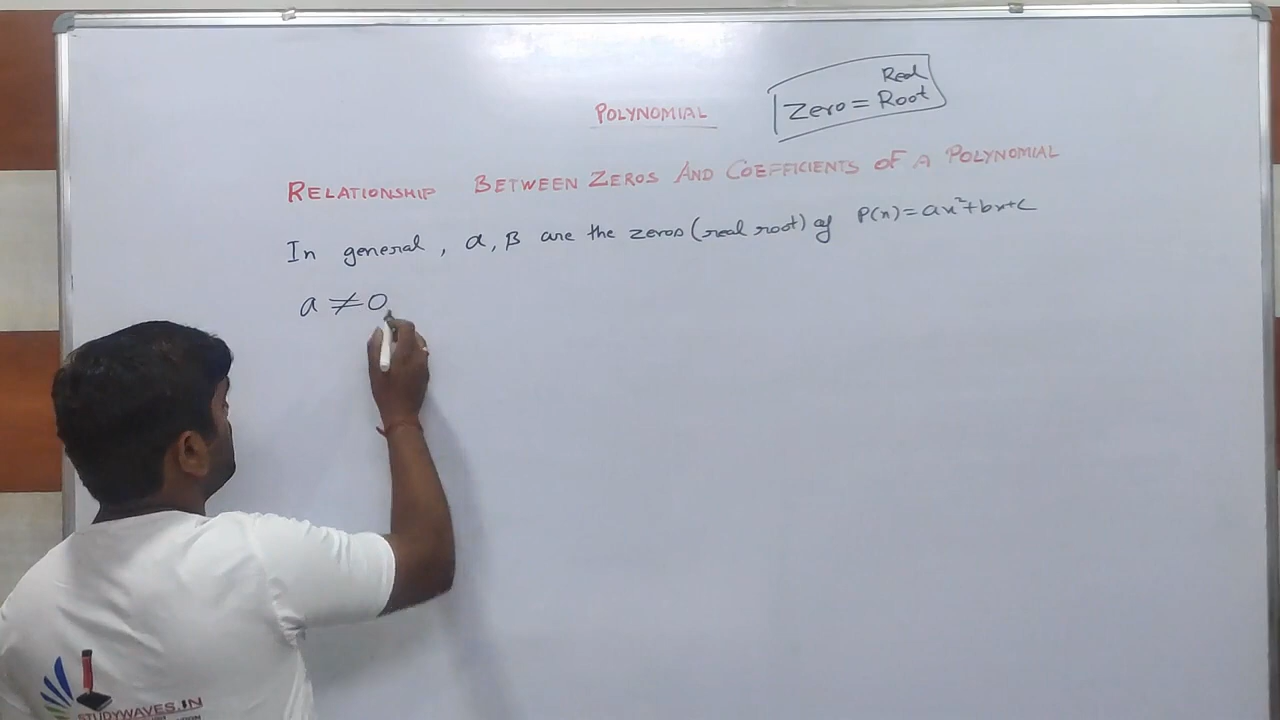 Real
POLYNOMIAL Zero = Root
RELATIONSHIP BETWEEN ZEROS AND COEFFICIENTS OF A POLYNOMIAL
In general, α, β are the zeros (real root) of P(x) = ax²+bx+c
a ≠ 0
STUDYWAVES.IN